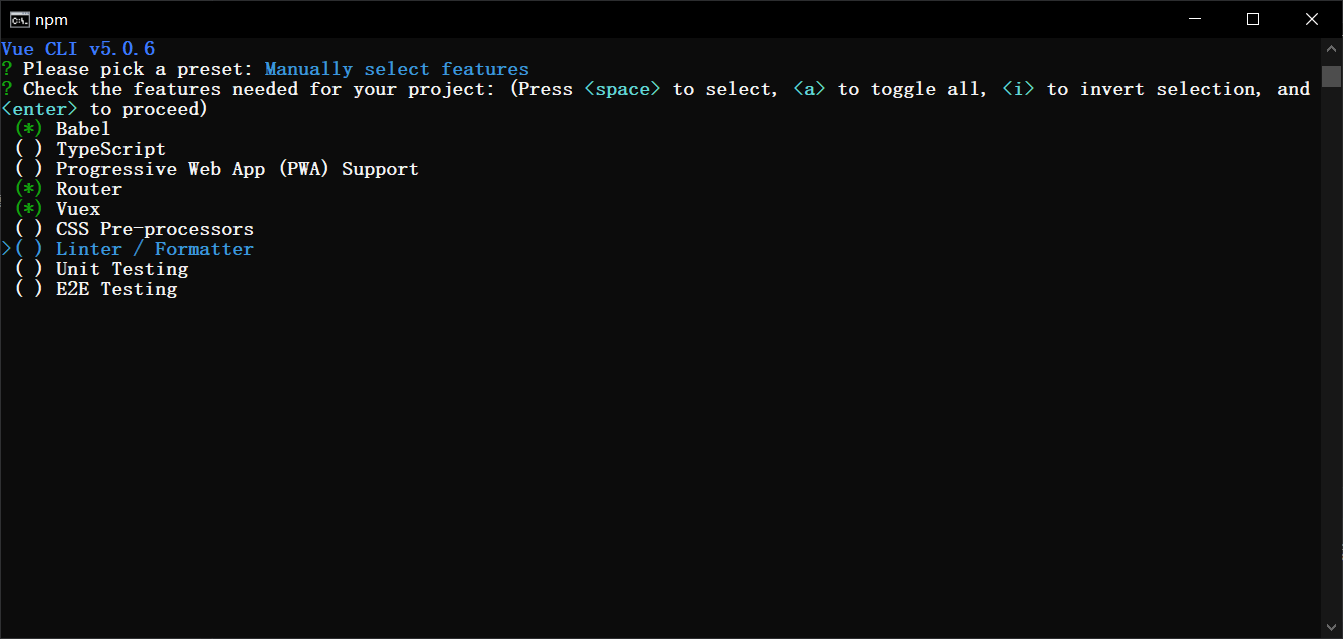 npm
Vue CLI v5.0.6
? Please pick a preset: Manually select features
? Check the features needed for your project: (Press <space> to select, <a> to toggle all, <i> to invert selection, and
<enter> to proceed)
(*) Babel
( ) TypeScript
( ) Progressive Web App (PWA) Support
(*) Router
(*) Vuex
( ) CSS Pre-processors
>( ) Linter / Formatter
( ) Unit Testing
( ) E2E Testing